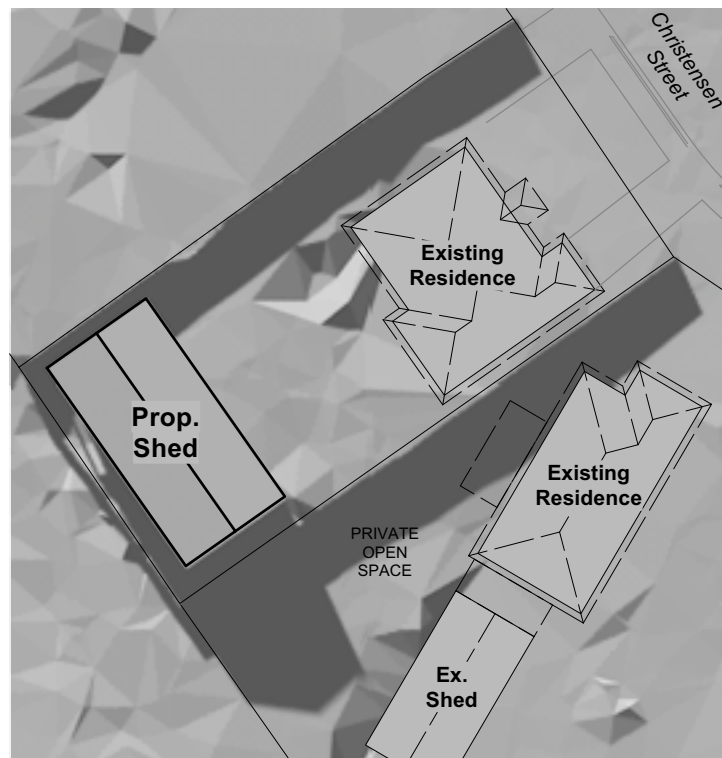 Christensen
Street
Existing
Residence
Prop.
Shed
Existing
Residence
PRIVATE
OPEN
SPACE
Ex.
Shed